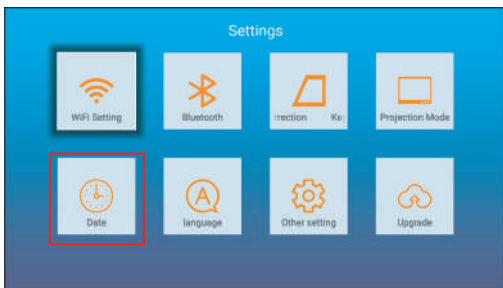 Settings
WiFi Setting
Bluetooth
rrection Ke
Projection Mode
Date
A
language
Other setting
Upgrade